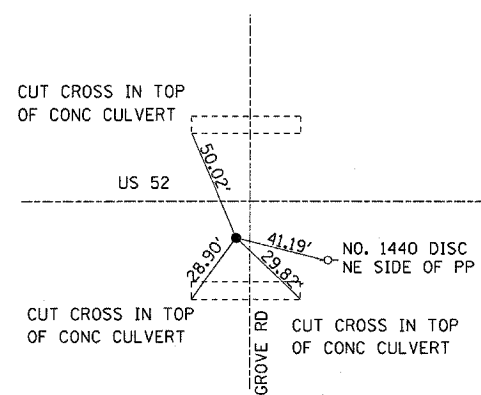 CUT CROSS IN TOP
OF CONC CULVERT
50.02'
US 52
41.19'
NO. 1440 DISC
NE SIDE OF PP
28.90'
29.82'
CUT CROSS IN TOP
OF CONC CULVERT
GROVE RD
CUT CROSS IN TOP
OF CONC CULVERT